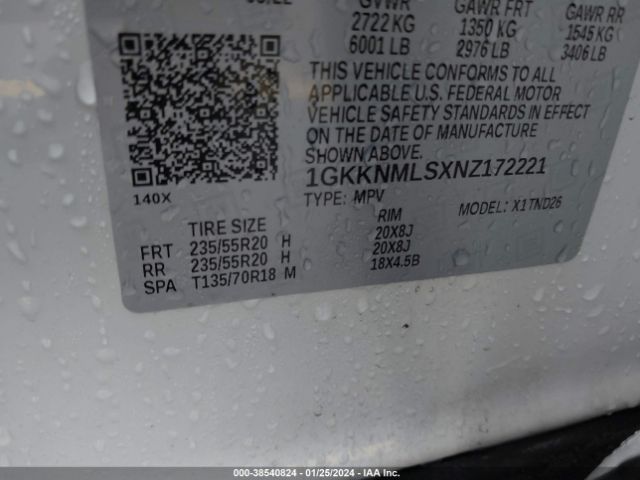 GVWR GAWR FRT GAWR RR
2722 KG 1350 KG 1545 KG
6001 LB 2976 LB 3406 LB
THIS VEHICLE CONFORMS TO ALL
APPLICABLE U.S. FEDERAL MOTOR
VEHICLE SAFETY STANDARDS IN EFFECT
ON THE DATE OF MANUFACTURE
SHOWN ABOVE.
1GKKNMLSXNZ172221
140X
TYPE: MPV MODEL: X1TND26
TIRE SIZE RIM
FRT 235/55R20 H 20X8J
RR 235/55R20 H 20X8J
SPA T135/70R18 M 18X4.5B
000-38540824 / 01/25/2024 / IAA Inc.